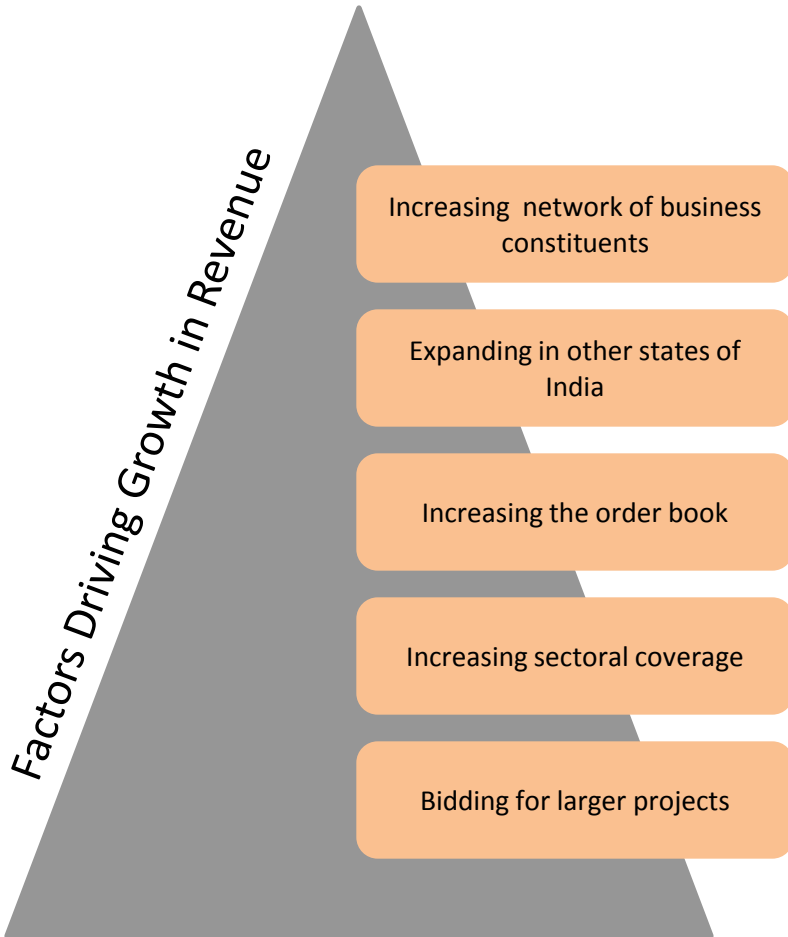 Factors Driving Growth in Revenue
Increasing network of business
constituents
Expanding in other states of
India
Increasing the order book
Increasing sectoral coverage
Bidding for larger projects